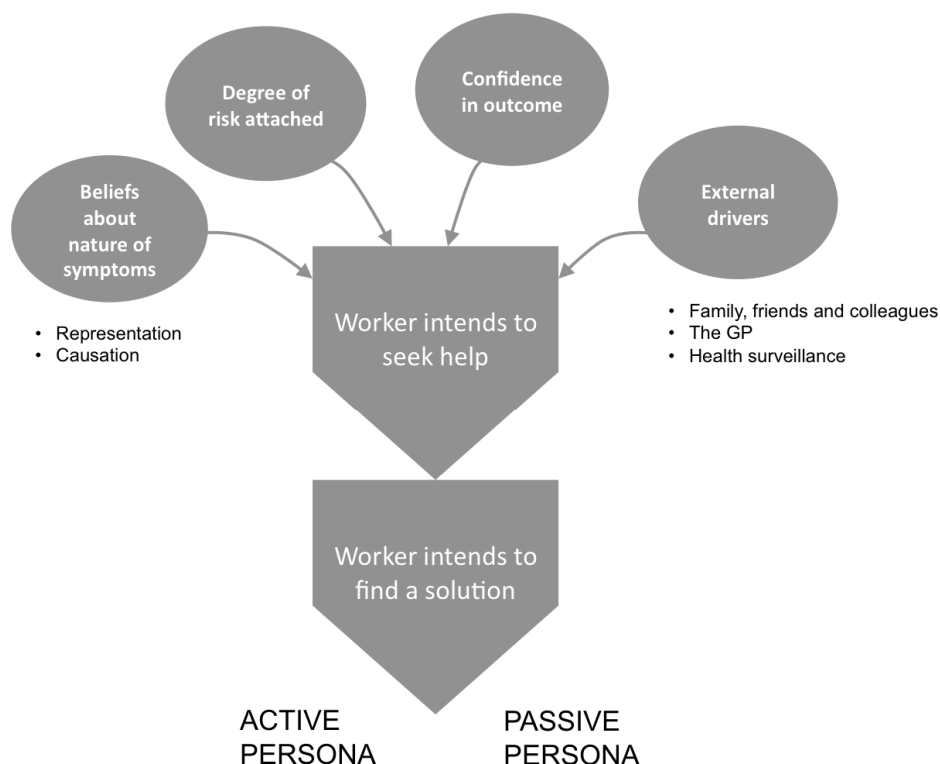 Degree of
risk attached
Confidence
in outcome
Beliefs
about
nature of
symptoms
External
drivers
• Representation
• Causation
• Family, friends and colleagues
• The GP
• Health surveillance
Worker intends to
seek help
Worker intends to
find a solution
ACTIVE
PERSONA
PASSIVE
PERSONA